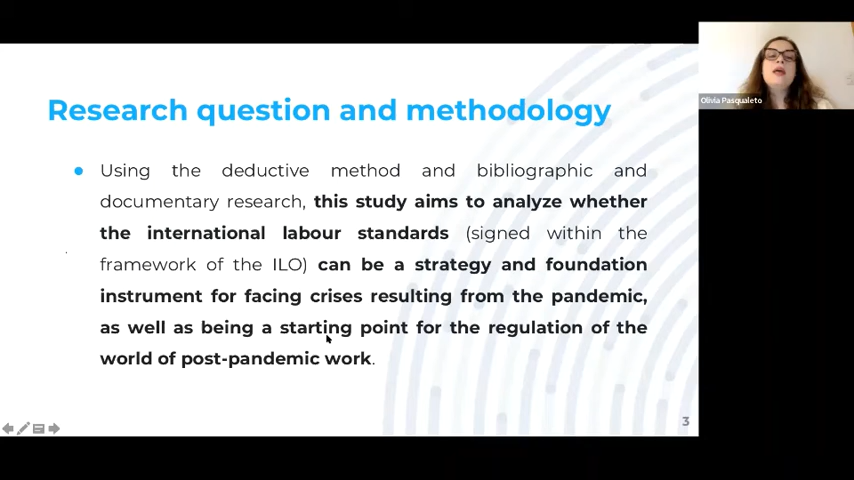 Research question and methodology
Using the deductive method and bibliographic and
documentary research, this study aims to analyze whether
the international labour standards (signed within the
framework of the ILO) can be a strategy and foundation
instrument for facing crises resulting from the pandemic,
as well as being a starting point for the regulation of the
world of post-pandemic work.
3
Olívia Pasqualeto